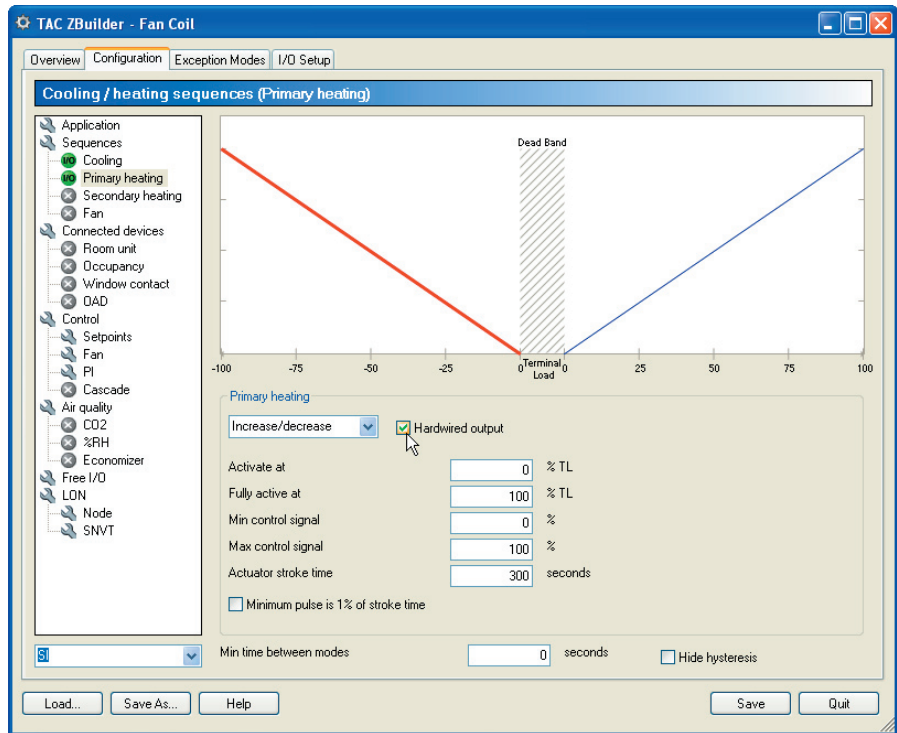 TAC ZBuilder - Fan Coil
Overview Configuration Exception Modes I/O Setup
Cooling / heating sequences (Primary heating)
Application
Sequences
I/O Cooling
I/O Primary heating
Secondary heating
Fan
Connected devices
Room unit
Occupancy
Window contact
OAD
Control
Setpoints
Fan
PI
Cascade
Air quality
CO2
%RH
Economizer
Free I/O
LON
Node
SNVT
SI
Dead Band
-100 -75 -50 -25 0 Terminal Load 0 25 50 75 100
Primary heating
Increase/decrease Hardwired output
Activate at 0 % TL
Fully active at 100 % TL
Min control signal 0 %
Max control signal 100 %
Actuator stroke time 300 seconds
Minimum pulse is 1% of stroke time
Min time between modes 0 seconds Hide hysteresis
Load... Save As... Help Save Quit